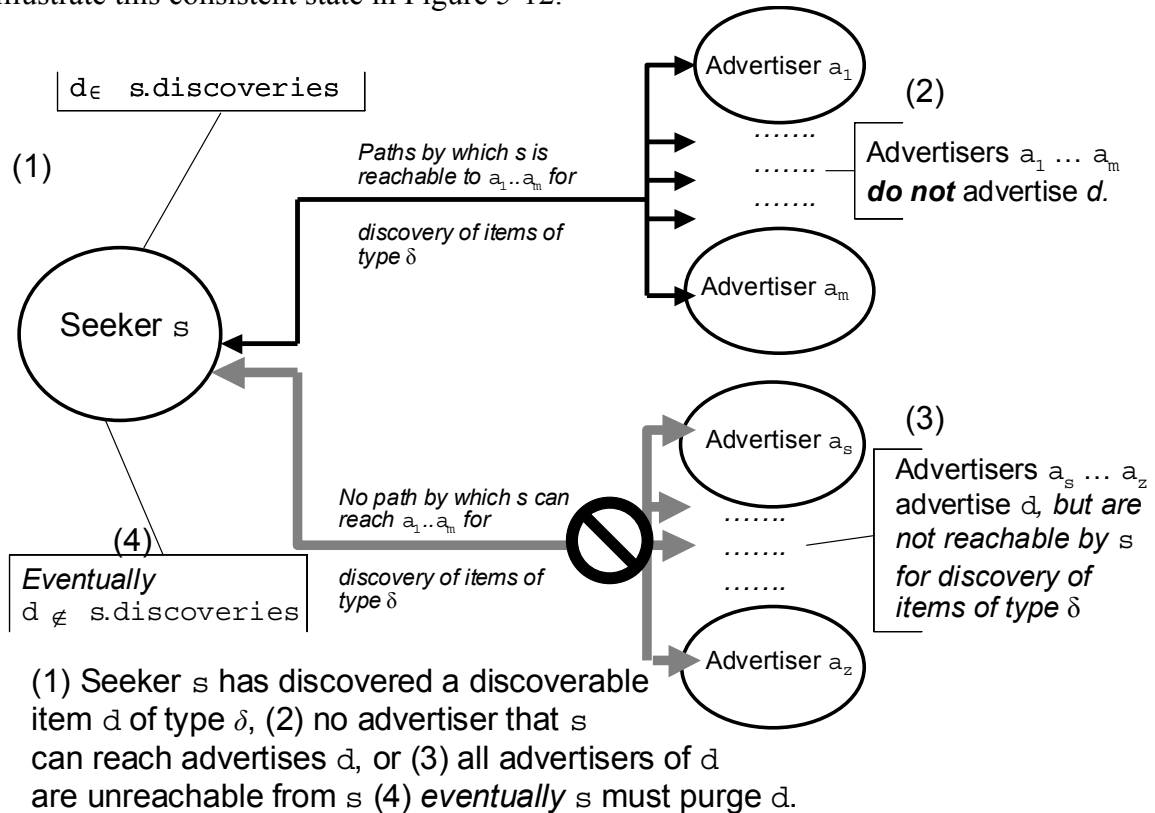 illustrate this consistent state in Figure 3-12.
d∈ s.discoveries
(1)
Paths by which s is
reachable to a1..am for
discovery of items of
type δ
Advertiser a1
.......
.......
.......
Advertiser am
(2)
Advertisers a1 ... am
do not advertise d.
Seeker s
(4)
Eventually
d ∉ s.discoveries
No path by which s can
reach a1..am for
discovery of items of
type δ
Advertiser as
.......
.......
.......
Advertiser az
(3)
Advertisers as ... az
advertise d, but are
not reachable by s
for discovery of
items of type δ
(1) Seeker s has discovered a discoverable
item d of type δ, (2) no advertiser that s
can reach advertises d, or (3) all advertisers of d
are unreachable from s (4) eventually s must purge d.